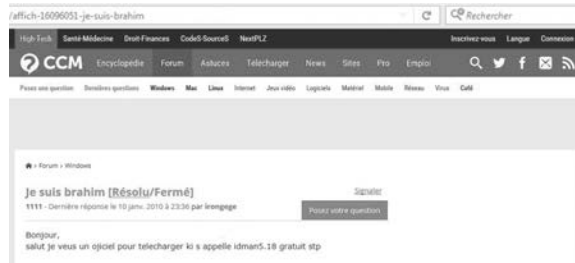 /affich-16096051-je-suis-brahim
Rechercher
High-Tech Santé-Médecine Droit-Finances CodeS-SourceS NextPLZ Inscrivez-vous Langue Connexion
CCM Encyclopédie Forum Astuces Télécharger News Sites Pro Emploi
Posez une question Dernières questions Windows Mac Linux Internet Jeux vidéo Logiciels Matériel Mobile Réseau Virus Café
> Forum > Windows
Je suis brahim [Résolu/Fermé]
Signaler
1111 - Dernière réponse le 10 janv. 2010 à 23:36 par irongege
Posez votre question
Bonjour,
salut je veus un ojiciel pour telecharger ki s appelle idman5.18 gratuit stp